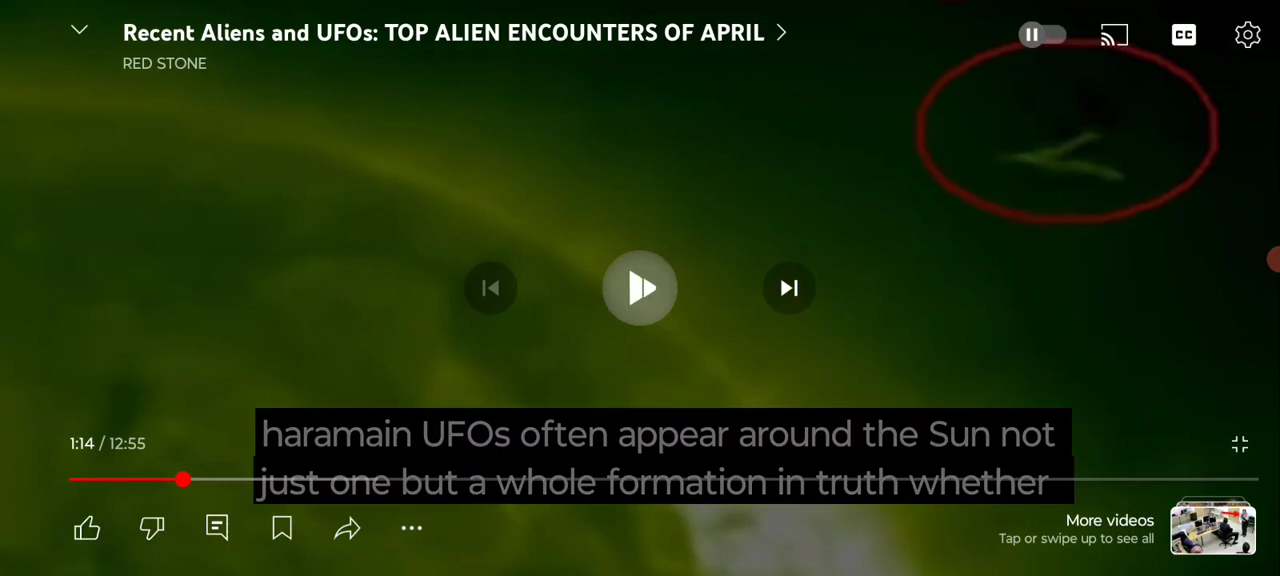 Recent Aliens and UFOs: TOP ALIEN ENCOUNTERS OF APRIL
RED STONE
CC
haramain UFOs often appear around the Sun not
just one but a whole formation in truth whether
1:14 / 12:55
More videos
Tap or swipe up to see all